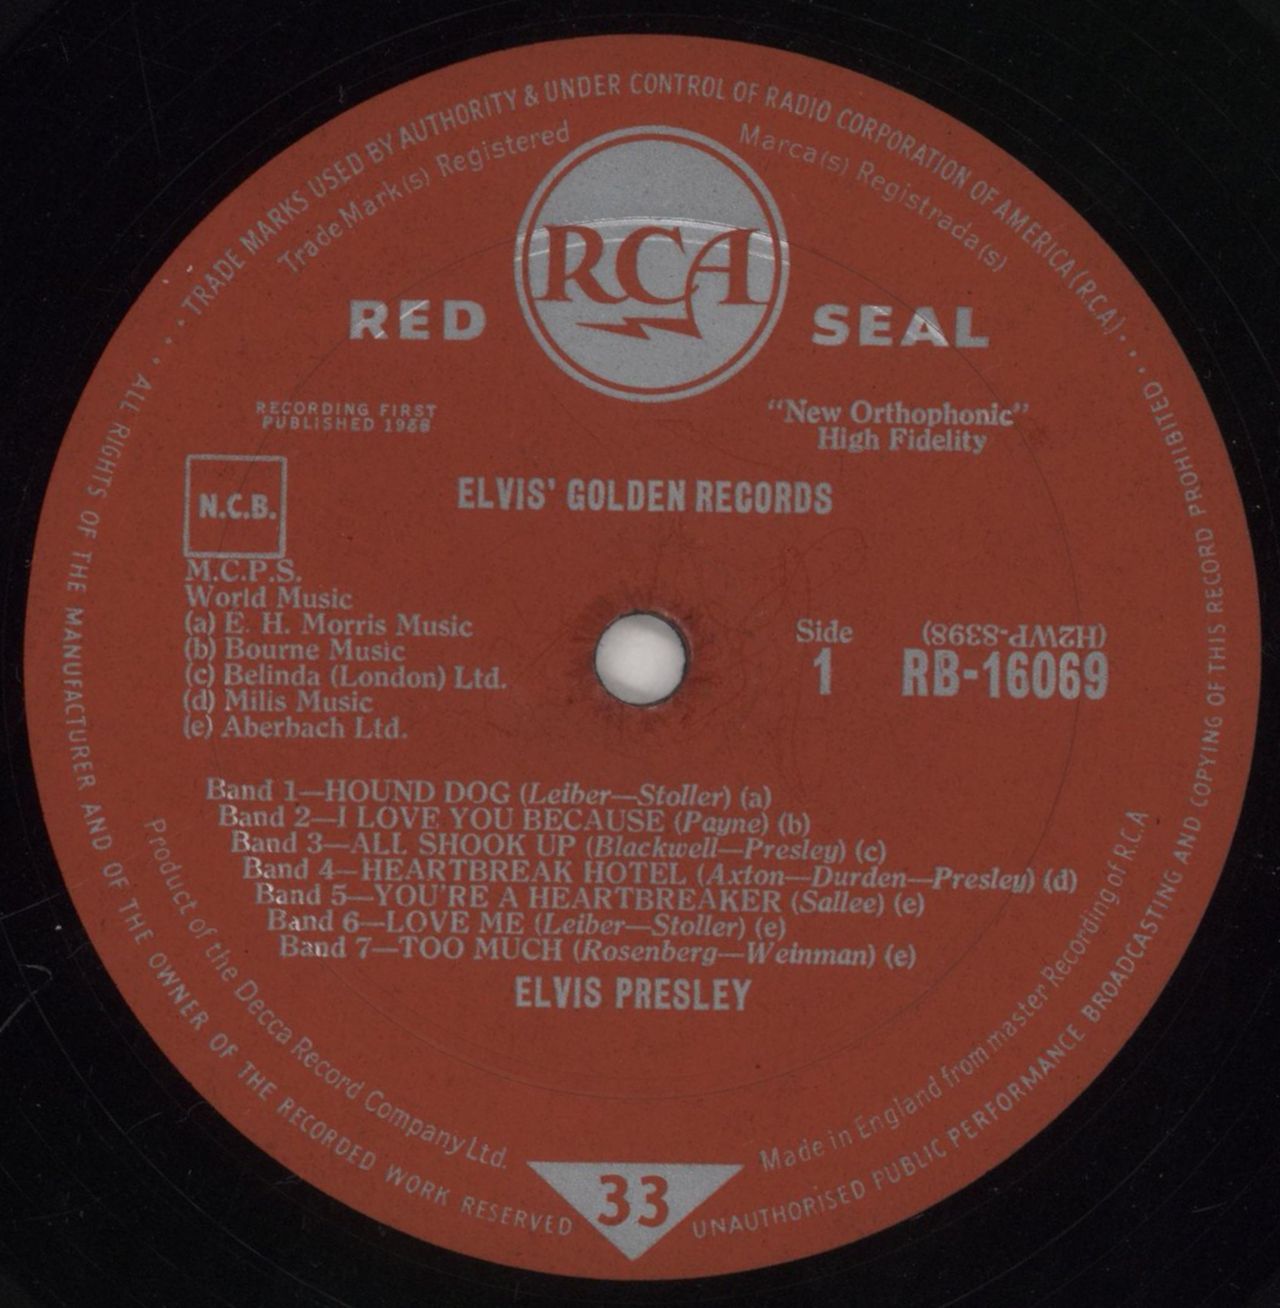 TRADE MARKS USED BY AUTHORITY & UNDER CONTROL OF RADIO CORPORATION OF AMERICA (R.C.A.)
Trade Mark(s) Registered
Marca(s) Registrada(s)
RCA
RED SEAL
RECORDING FIRST
PUBLISHED 1958
"New Orthophonic"
High Fidelity
ELVIS' GOLDEN RECORDS
N.C.B.
M.C.P.S.
World Music
(a) E. H. Morris Music
(b) Bourne Music
(c) Belinda (London) Ltd.
(d) Mills Music
(e) Aberbach Ltd.
Side
1
(H2WP-8398)
RB-16069
Band 1—HOUND DOG (Leiber—Stoller) (a)
Band 2—I LOVE YOU BECAUSE (Payne) (b)
Band 3—ALL SHOOK UP (Blackwell—Presley) (c)
Band 4—HEARTBREAK HOTEL (Axton—Durden—Presley) (d)
Band 5—YOU'RE A HEARTBREAKER (Sallee) (e)
Band 6—LOVE ME (Leiber—Stoller) (e)
Band 7—TOO MUCH (Rosenberg—Weinman) (e)
ELVIS PRESLEY
Product of the Decca Record Company Ltd.
Made in England from master Recording of R.C.A
33
ALL RIGHTS OF THE MANUFACTURER AND OF THE OWNER OF THE RECORDED WORK RESERVED
UNAUTHORISED PUBLIC PERFORMANCE BROADCASTING AND COPYING OF THIS RECORD PROHIBITED